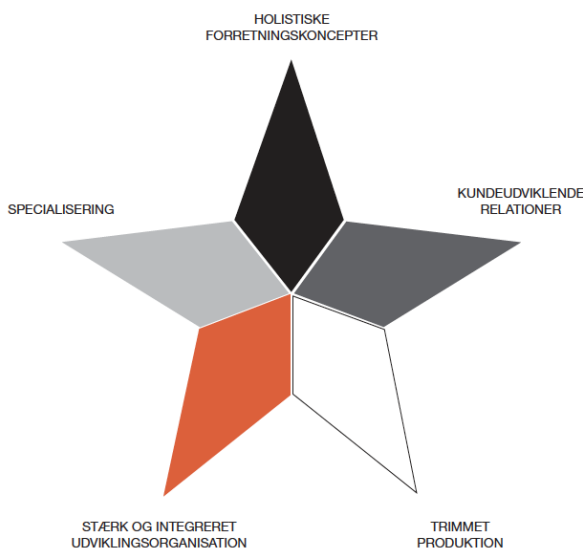 HOLISTISKE
FORRETNINGSKONCEPTER
KUNDEUDVIKLENDE
RELATIONER
SPECIALISERING
STÆRK OG INTEGRERET
UDVIKLINGSORGANISATION
TRIMMET
PRODUKTION